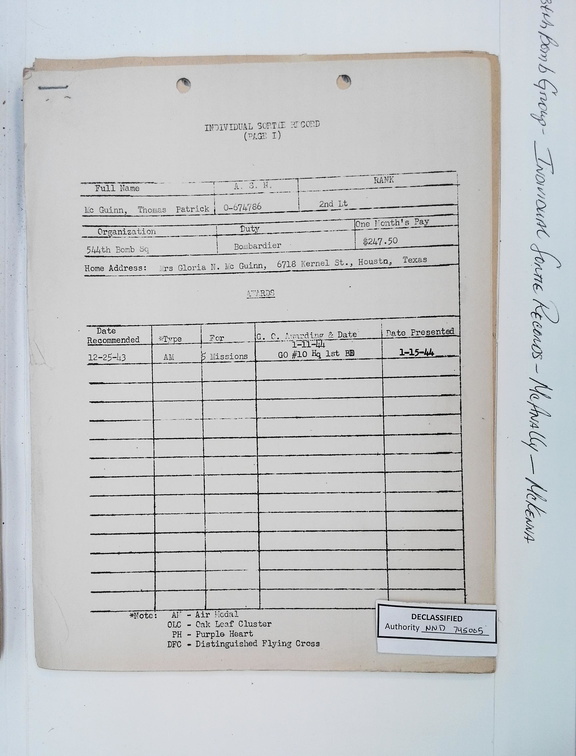 INDIVIDUAL SORTIE RECORD
(PAGE I)
Full Name A. S. N. RANK
Mc Guinn, Thomas Patrick 0-674786 2nd Lt
Organization Duty One Month's Pay
544th Bomb Sq Bombardier $247.50
Home Address: Mrs Gloria H. Mc Guinn, 6718 Kernel St., Houstn, Texas
AWARDS
Date Recommended *Type For G. O. Awarding & Date Date Presented
1-11-44
12-25-43 AM 5 Missions GO #10 Hq 1st BD 1-15-44
*Note: AM - Air Medal
OLC - Oak Leaf Cluster
PH - Purple Heart
DFC - Distinguished Flying Cross
DECLASSIFIED
Authority NND 745005
Bomb Group - Individual Sortie Records - McAnally - McKenna